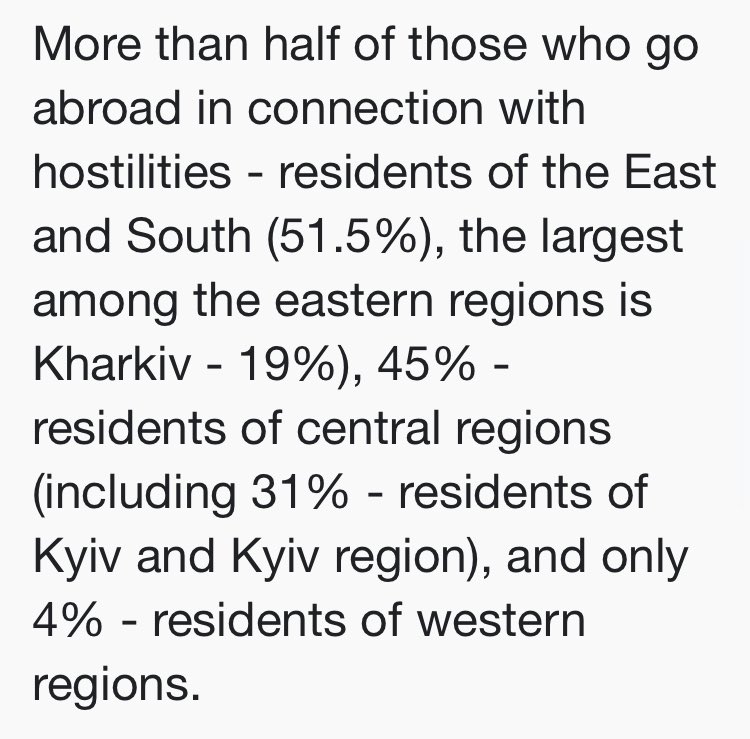 More than half of those who go
abroad in connection with
hostilities - residents of the East
and South (51.5%), the largest
among the eastern regions is
Kharkiv - 19%), 45% -
residents of central regions
(including 31% - residents of
Kyiv and Kyiv region), and only
4% - residents of western
regions.